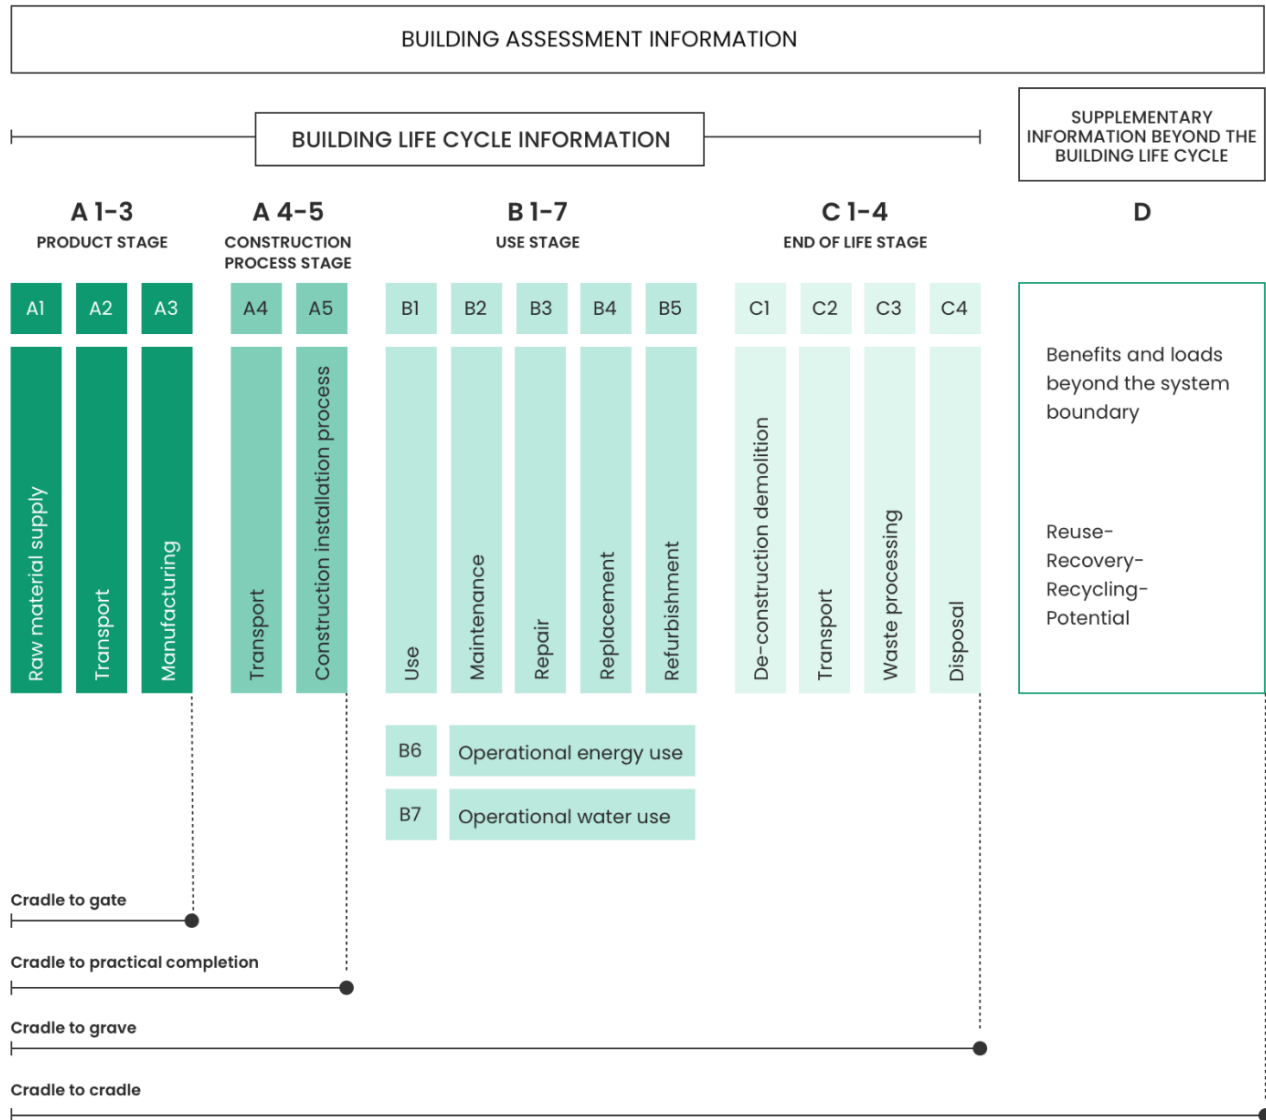 BUILDING ASSESSMENT INFORMATION
BUILDING LIFE CYCLE INFORMATION
SUPPLEMENTARY
INFORMATION BEYOND THE
BUILDING LIFE CYCLE
A 1-3
PRODUCT STAGE
A 4-5
CONSTRUCTION
PROCESS STAGE
B 1-7
USE STAGE
C 1-4
END OF LIFE STAGE
D
A1
A2
A3
A4
A5
B1
B2
B3
B4
B5
C1
C2
C3
C4
Raw material supply
Transport
Manufacturing
Transport
Construction installation process
Use
Maintenance
Repair
Replacement
Refurbishment
De-construction demolition
Transport
Waste processing
Disposal
Benefits and loads
beyond the system
boundary
Reuse-
Recovery-
Recycling-
Potential
B6
Operational energy use
B7
Operational water use
Cradle to gate
Cradle to practical completion
Cradle to grave
Cradle to cradle